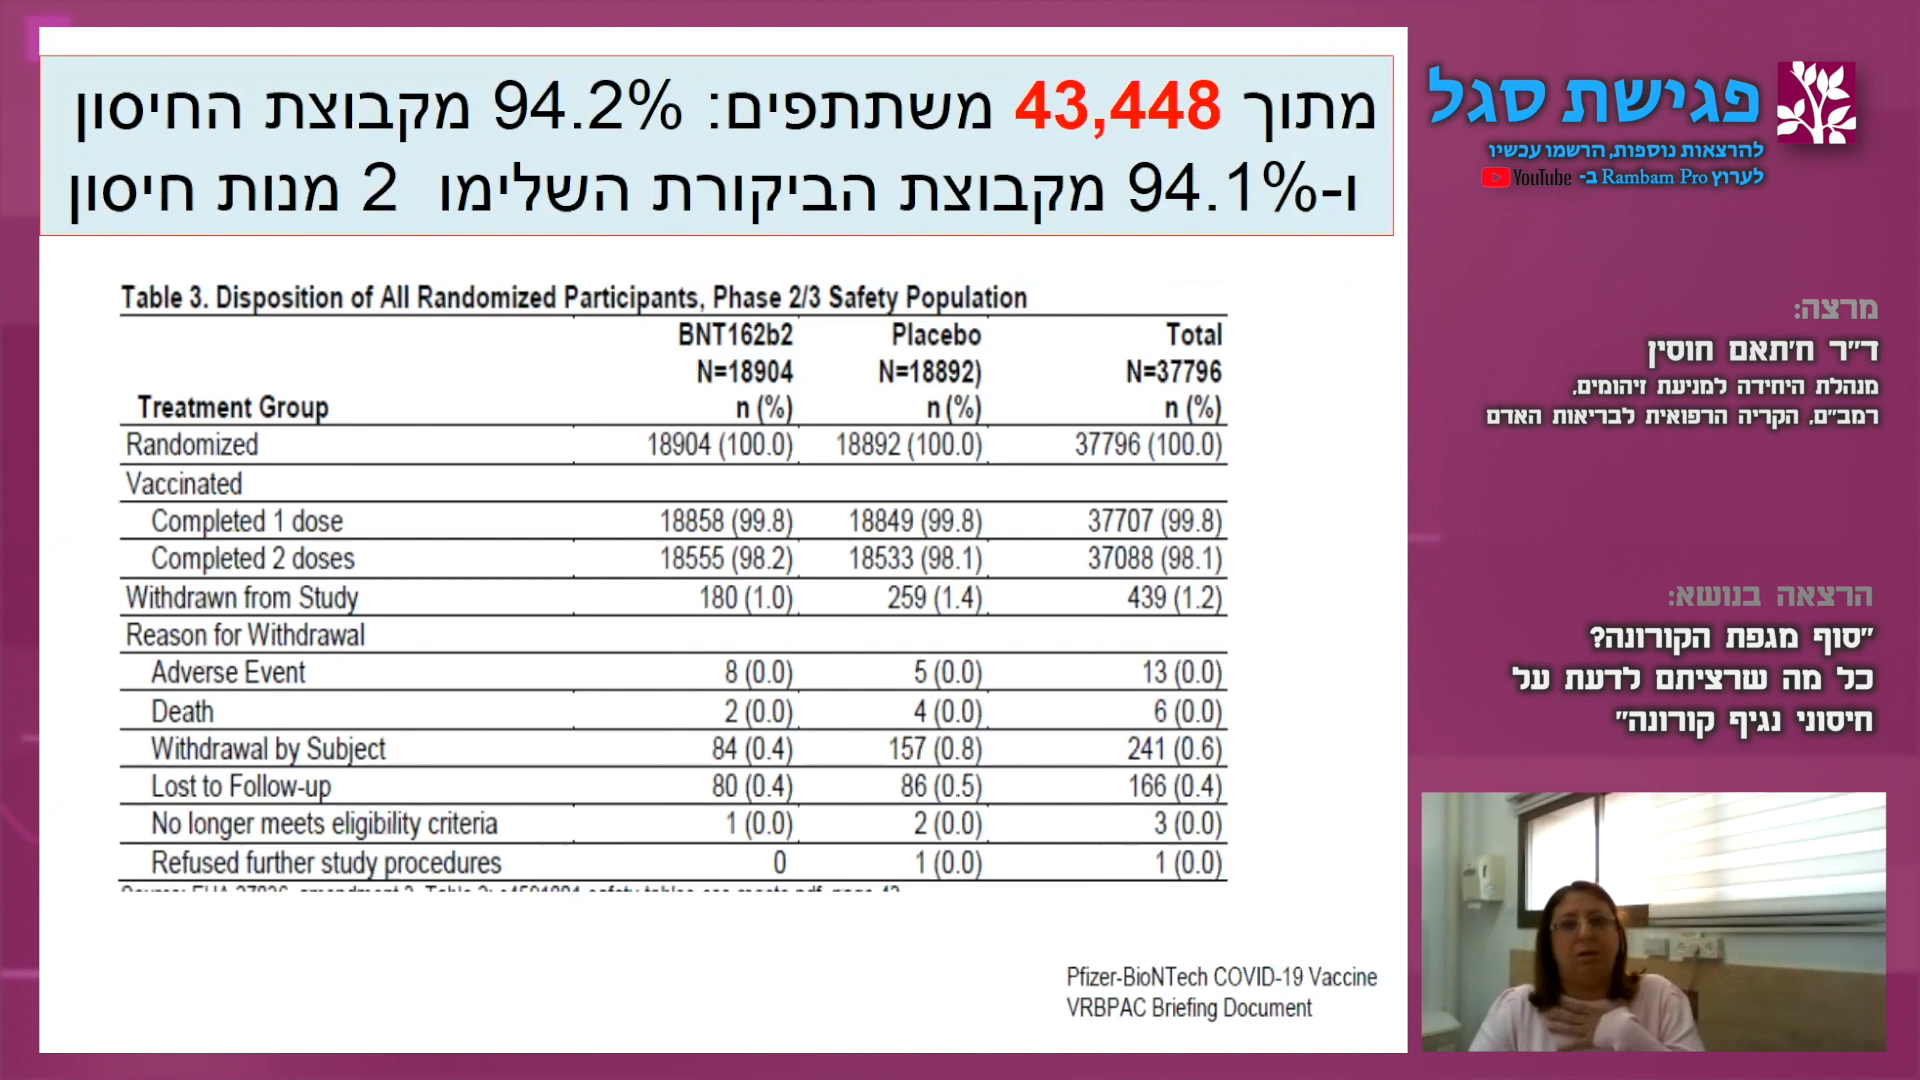 מתוך 43,448 משתתפים: 94.2% מקבוצת החיסון
ו-94.1% מקבוצת הביקורת השלימו 2 מנות חיסון
Table 3. Disposition of All Randomized Participants, Phase 2/3 Safety Population
BNT162b2 Placebo Total
N=18904 N=18892) N=37796
Treatment Group n (%) n (%) n (%)
Randomized 18904 (100.0) 18892 (100.0) 37796 (100.0)
Vaccinated
Completed 1 dose 18858 (99.8) 18849 (99.8) 37707 (99.8)
Completed 2 doses 18555 (98.2) 18533 (98.1) 37088 (98.1)
Withdrawn from Study 180 (1.0) 259 (1.4) 439 (1.2)
Reason for Withdrawal
Adverse Event 8 (0.0) 5 (0.0) 13 (0.0)
Death 2 (0.0) 4 (0.0) 6 (0.0)
Withdrawal by Subject 84 (0.4) 157 (0.8) 241 (0.6)
Lost to Follow-up 80 (0.4) 86 (0.5) 166 (0.4)
No longer meets eligibility criteria 1 (0.0) 2 (0.0) 3 (0.0)
Refused further study procedures 0 1 (0.0) 1 (0.0)
Pfizer-BioNTech COVID-19 Vaccine
VRBPAC Briefing Document
פגישת סגל
להרצאות נוספות, הרשמו עכשיו
לערוץ Rambam Pro ב- YouTube
מרצה:
ד"ר ח'תאם חוסין
מנהלת היחידה למניעת זיהומים,
רמב"ם, הקריה הרפואית לבריאות האדם
הרצאה בנושא:
"סוף מגפת הקורונה?
כל מה שרציתם לדעת על
חיסוני נגיף קורונה"